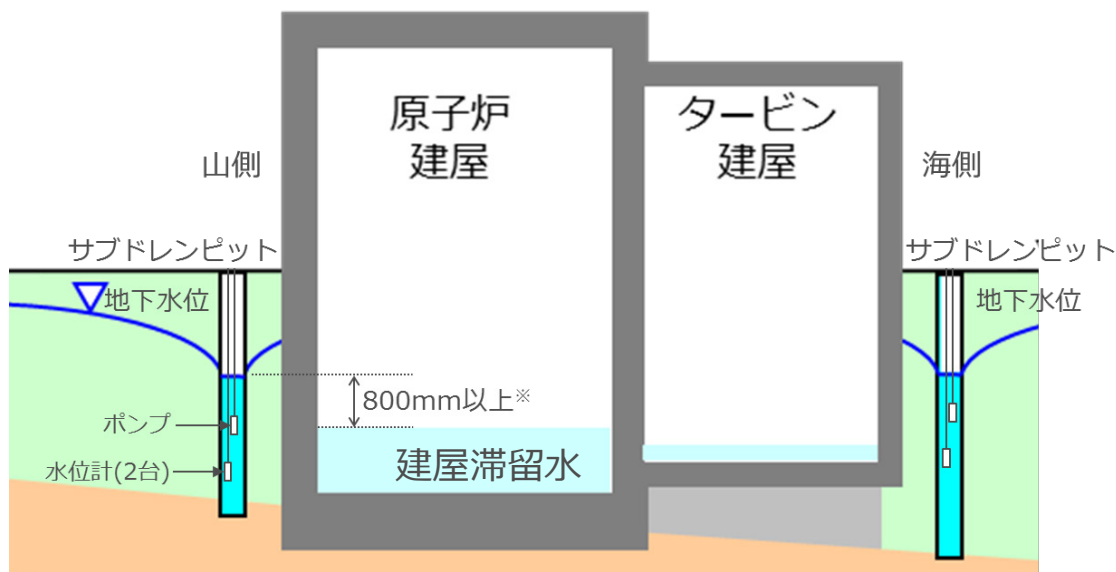 原子炉
建屋
タービン
建屋
山側
海側
サブドレンピット
サブドレンピット
地下水位
地下水位
800mm以上※
ポンプ
建屋滞留水
水位計(2台)